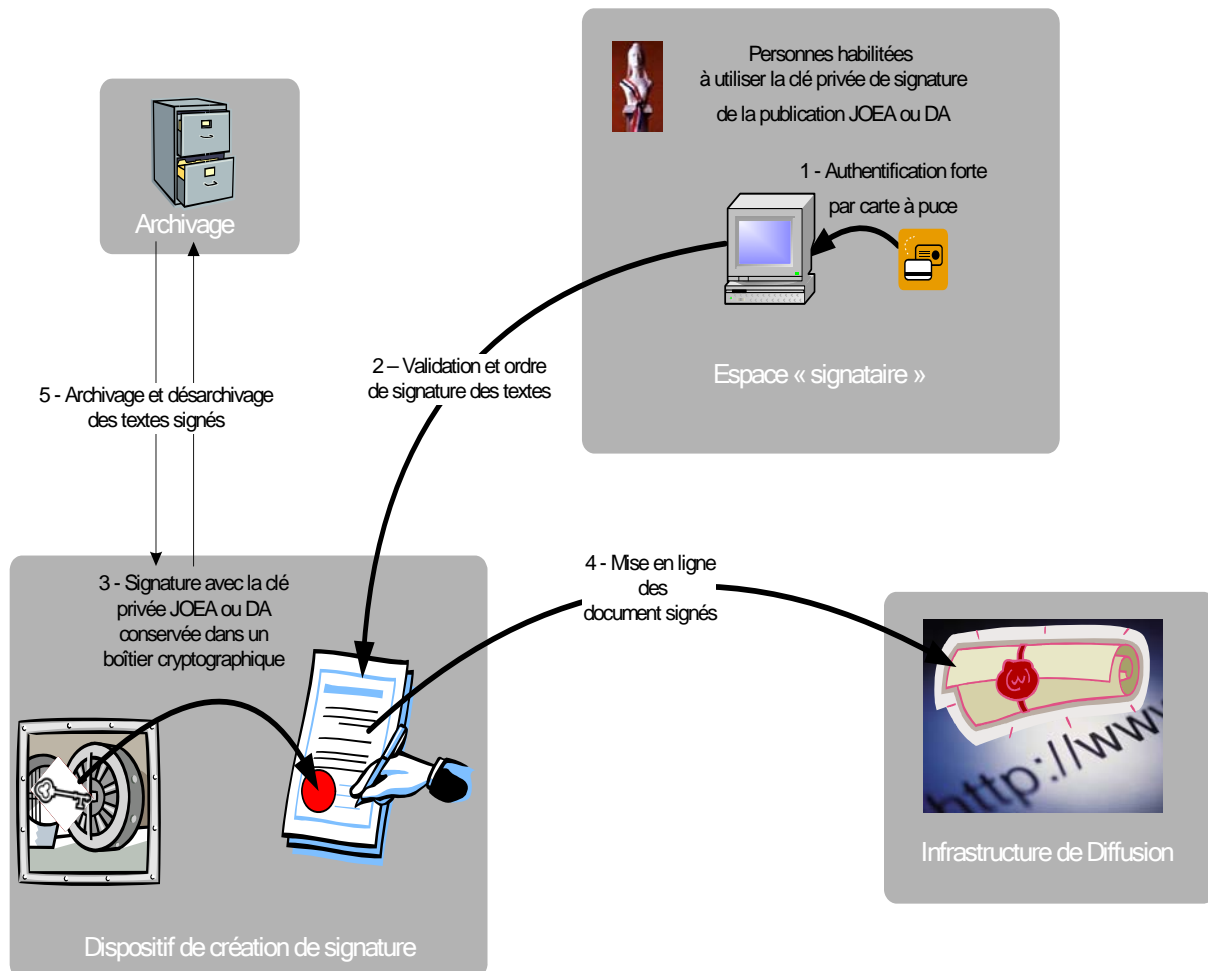 Personnes habilitées
à utiliser la clé privée de signature
de la publication JOEA ou DA
1 - Authentification forte
par carte à puce
Espace « signataire »
Archivage
2 – Validation et ordre
de signature des textes
5 - Archivage et désarchivage
des textes signés
3 - Signature avec la clé
privée JOEA ou DA
conservée dans un
boîtier cryptographique
4 - Mise en ligne
des
document signés
http://www
Infrastructure de Diffusion
Dispositif de création de signature